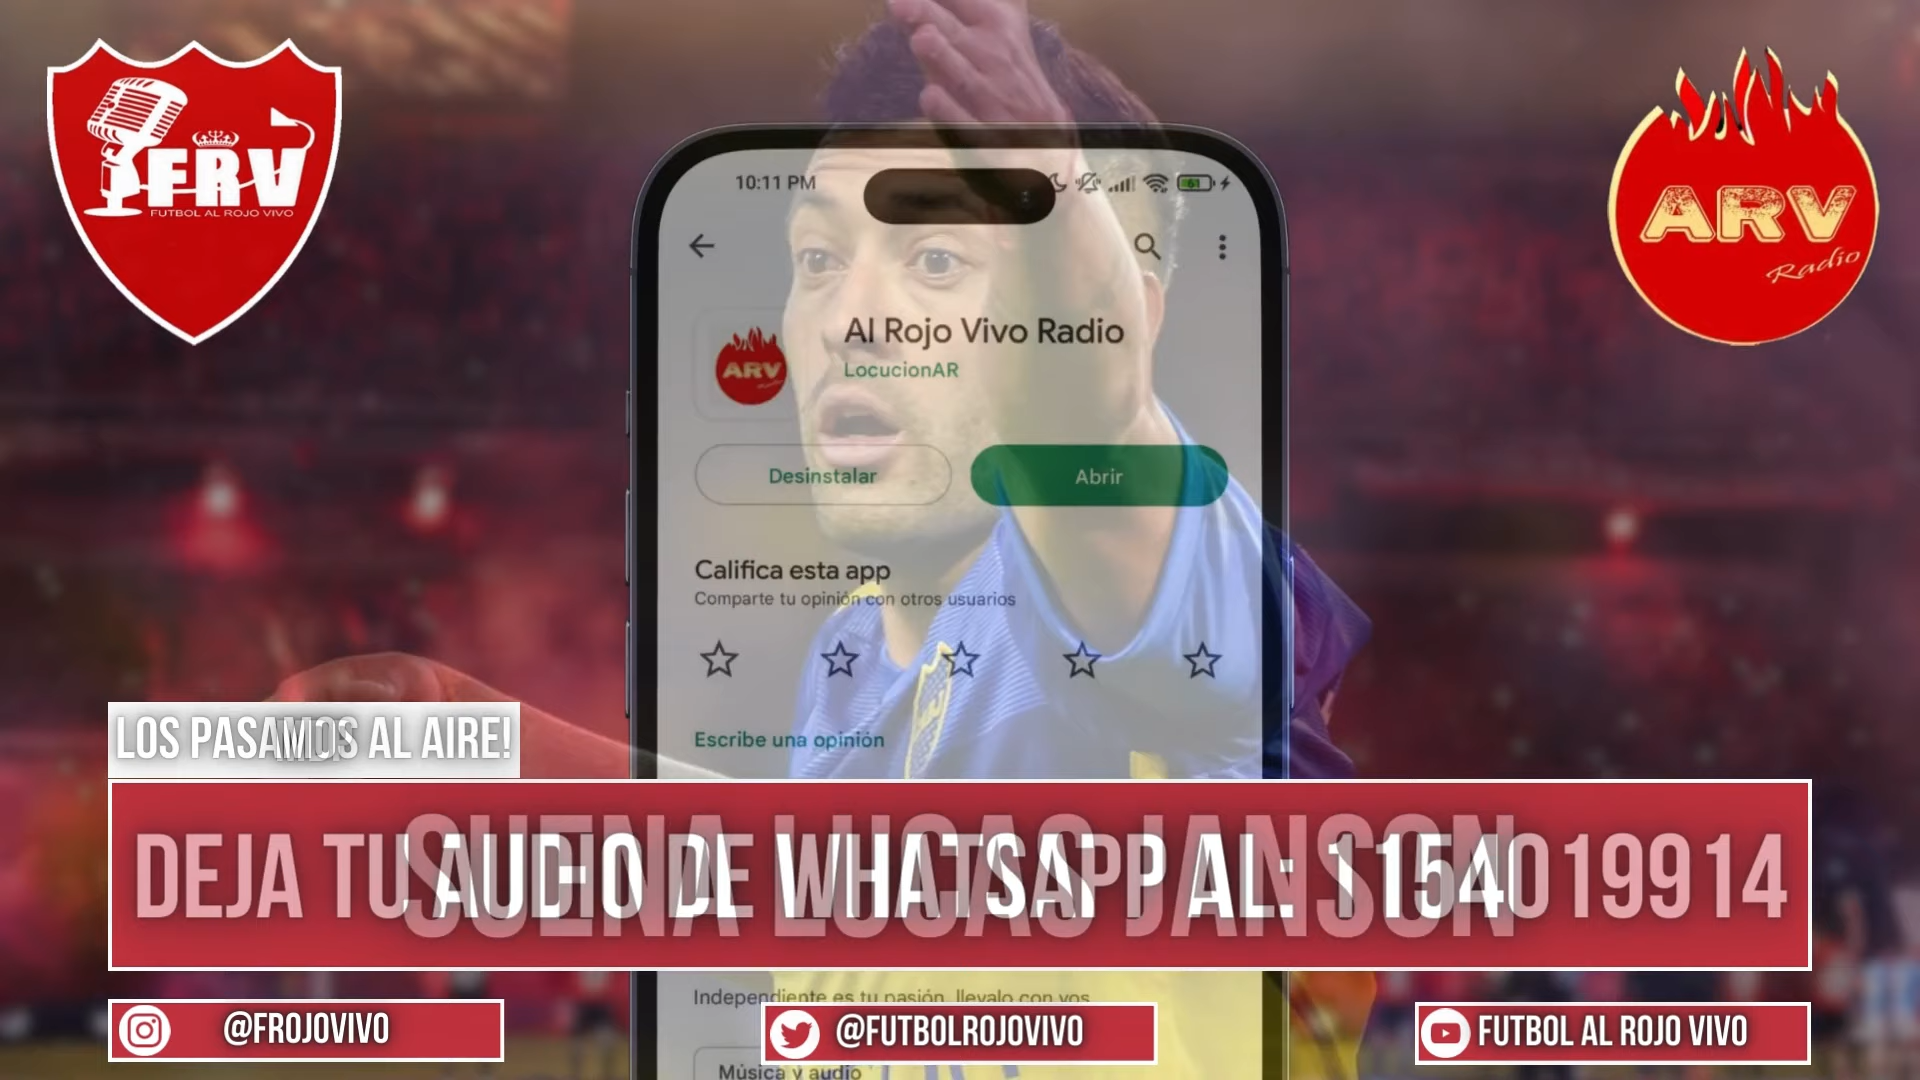 FRV
FUTBOL AL ROJO VIVO
ARV
Radio
10:11 PM
61
Al Rojo Vivo Radio
LocucionAR
ARV
Desinstalar
Abrir
Califica esta app
Comparte tu opinión con otros usuarios
Escribe una opinión
LOS PASAMOS AL AIRE!
DEJA TU AUDIO DE WHATSAPP AL: 1154019914
SUENA LUCAS JANSON
Independiente es tu pasión, llevalo con vos
Música y audio
@FROJOVIVO
@FUTBOLROJOVIVO
FUTBOL AL ROJO VIVO